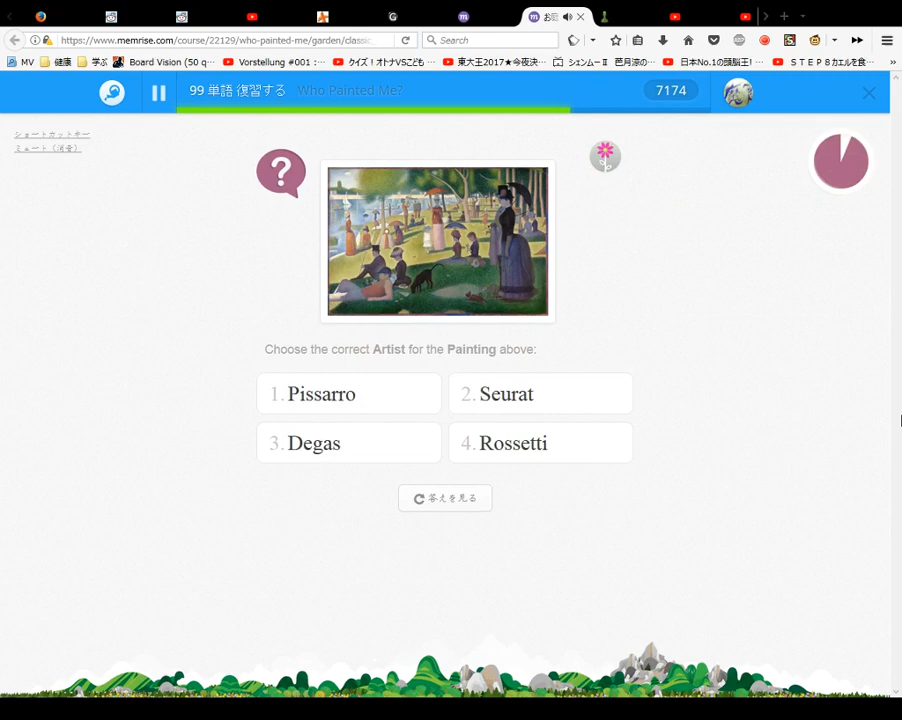 https://www.memrise.com/course/22129/who-painted-me/garden/classic_
Search
MV
健康
学ぶ
Board Vision (50 q…
Vorstellung #001 :…
クイズ！オトナVSこども…
東大王2017★今夜決…
シェンムーⅡ
芭月涼の…
日本No.1の頭脳王!…
ＳＴＥＰ８カエルを食…
99 単語 復習する Who Painted Me?
7174
ショートカットキー
ミュート（消音）
?
Choose the correct Artist for the Painting above:
1. Pissarro
2. Seurat
3. Degas
4. Rossetti
答えを見る